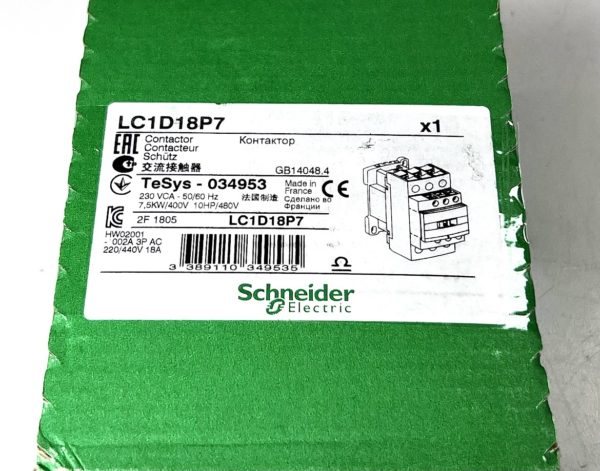 LC1D18P7 x1
EAC Contactor Контактор
Contacteur
Schütz
交流接触器 GB14048.4
TeSys - 034953 Made in France CE
230 VCA - 50/60 Hz 法国制造 Сделано во Франции
7,5KW/400V 10HP/480V
2F 1805 LC1D18P7
HW02001
- 002A 3P AC
220/440V 18A
3 389110 349535
Schneider
Electric